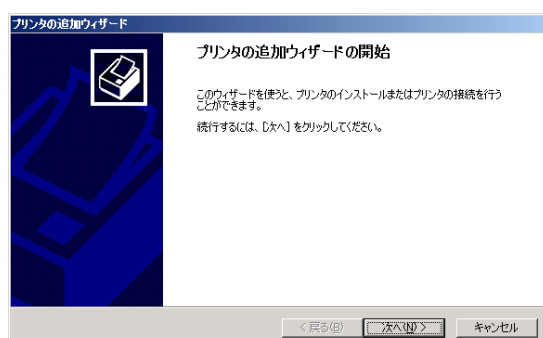 プリンタの追加ウィザード
プリンタの追加ウィザードの開始
このウィザードを使うと、プリンタのインストールまたはプリンタの接続を行う
ことができます。
続行するには、[次へ] をクリックしてください。
< 戻る(B)
次へ(N) >
キャンセル